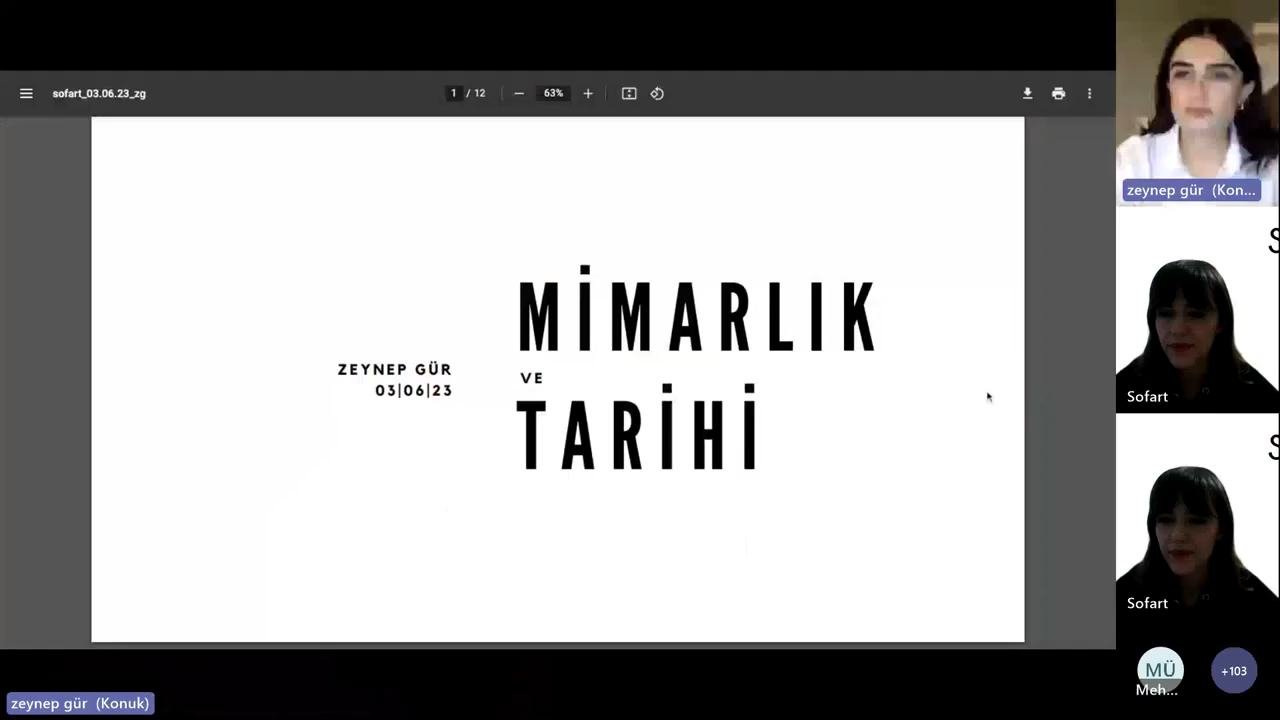 sofart_03.06.23_zg
1 / 12
63%
MİMARLIK
VE
TARİHİ
ZEYNEP GÜR
03|06|23
zeynep gür (Kon...
S
Sofart
S
Sofart
MÜ
Meh...
+103
zeynep gür (Konuk)